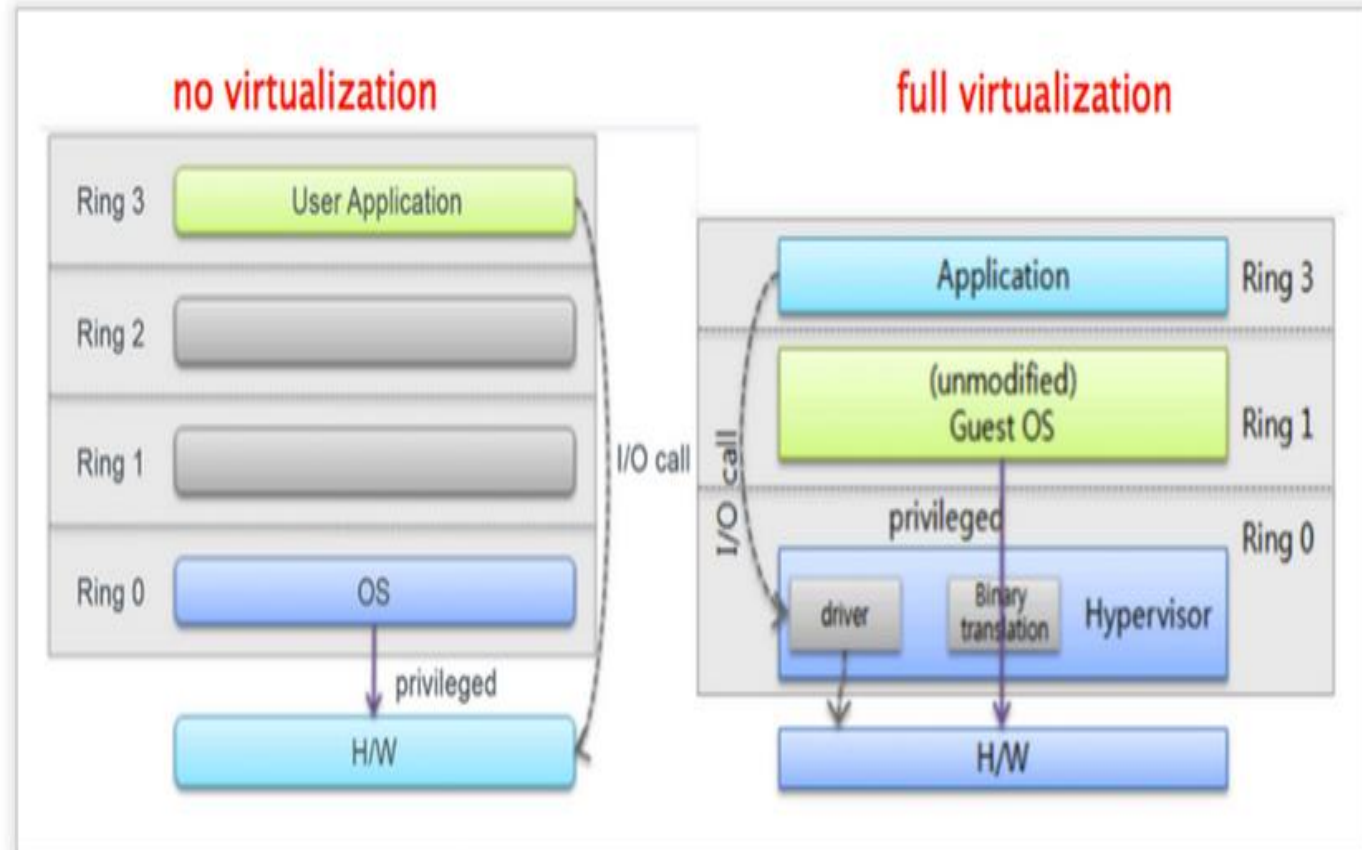 no virtualization
Ring 3
User Application
Ring 2
Ring 1
I/O call
Ring 0
OS
privileged
H/W
full virtualization
Application
Ring 3
(unmodified)
Guest OS
Ring 1
I/O call
privileged
Ring 0
driver
Binary
translation
Hypervisor
H/W